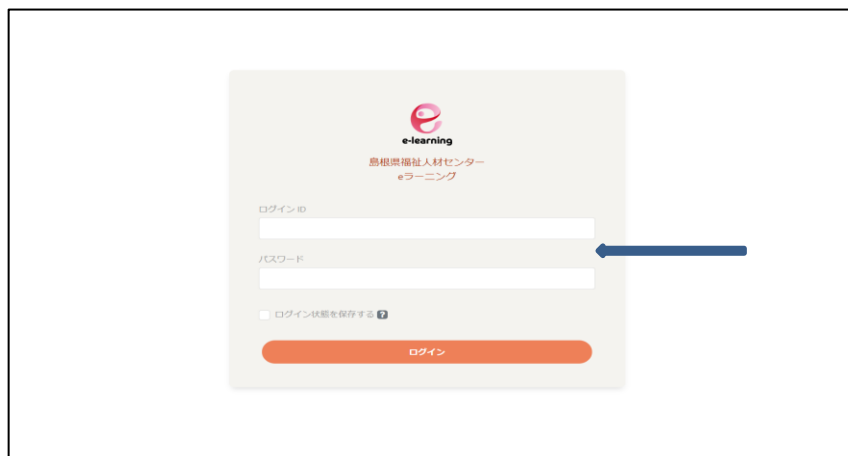 e-learning
島根県福祉人材センター
eラーニング
ログイン ID
パスワード
ログイン状態を保存する ?
ログイン